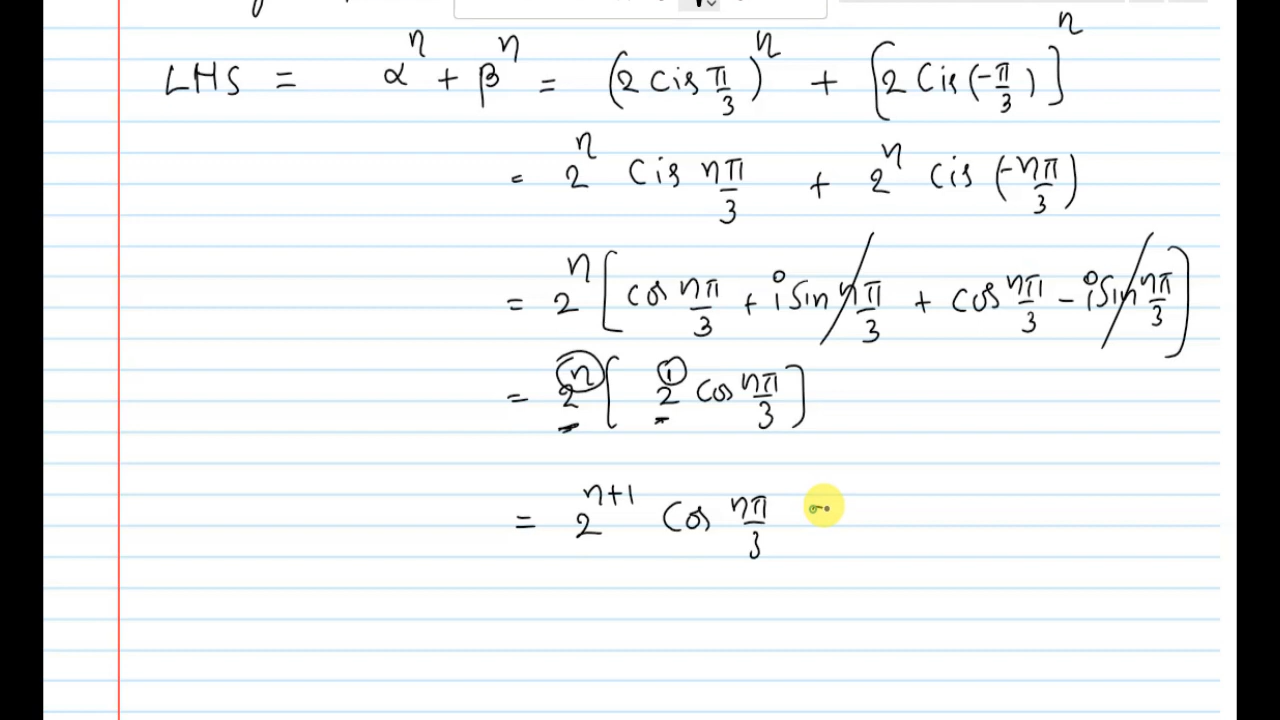 LHS = α^n + β^n = (2 Cis π/3)^n + [2 Cis(-π/3)]^n
= 2^n Cis nπ/3 + 2^n Cis (-nπ/3)
= 2^n [cos nπ/3 + i Sin nπ/3 + cos nπ/3 - i Sin nπ/3]
= 2^n [2^1 Cos nπ/3]
= 2^(n+1) Cos nπ/3